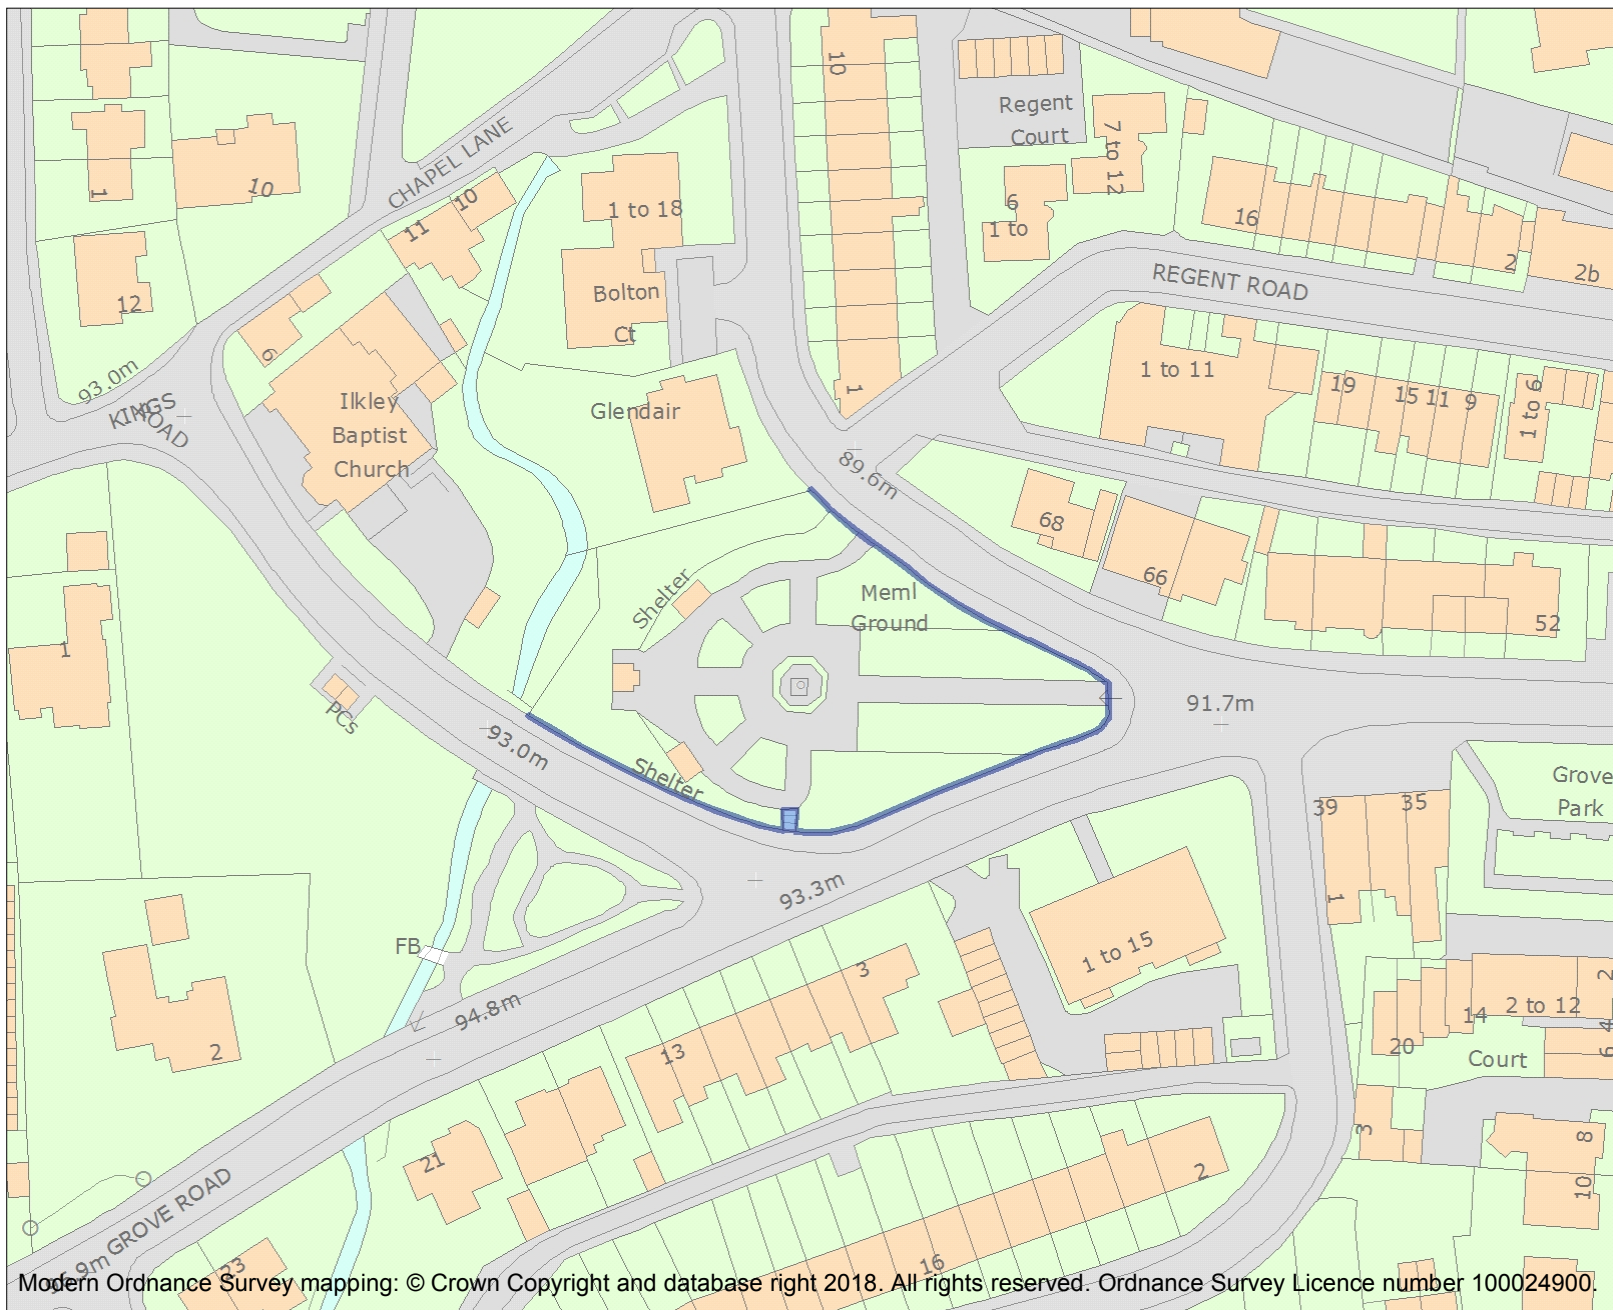 10
Regent
Court
7 to 12
1
10
CHAPEL LANE
10
11
1 to 18
6
1 to
16
2
2b
REGENT ROAD
12
Bolton
Ct
6
93.0m
KINGS
ROAD
Ilkley
Baptist
Church
Glendair
1
1 to 11
19
15
11
9
1 to 6
89.6m
68
66
52
Shelter
Meml
Ground
1
PCs
93.0m
Shelter
91.7m
Grove
Park
39
35
1
93.3m
FB
94.8m
3
1 to 15
2
13
14
2 to 12
2
4
6
20
Court
3
8
10
21
2
GROVE ROAD
23
16
96.9m
Modern Ordnance Survey mapping: © Crown Copyright and database right 2018. All rights reserved. Ordnance Survey Licence number 100024900.